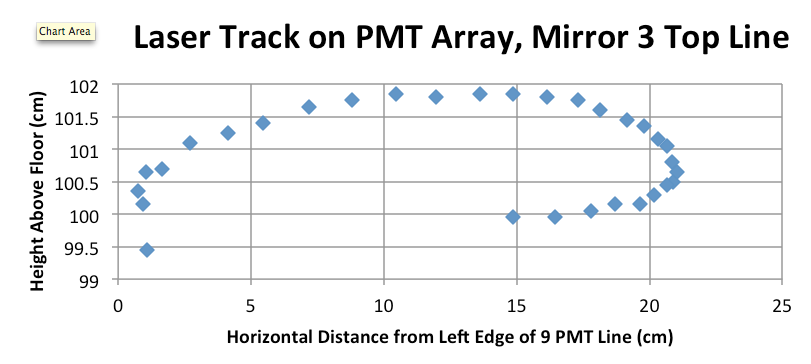 Chart Area
Laser Track on PMT Array, Mirror 3 Top Line
Height Above Floor (cm)
102
101.5
101
100.5
100
99.5
99
0 5 10 15 20 25
Horizontal Distance from Left Edge of 9 PMT Line (cm)